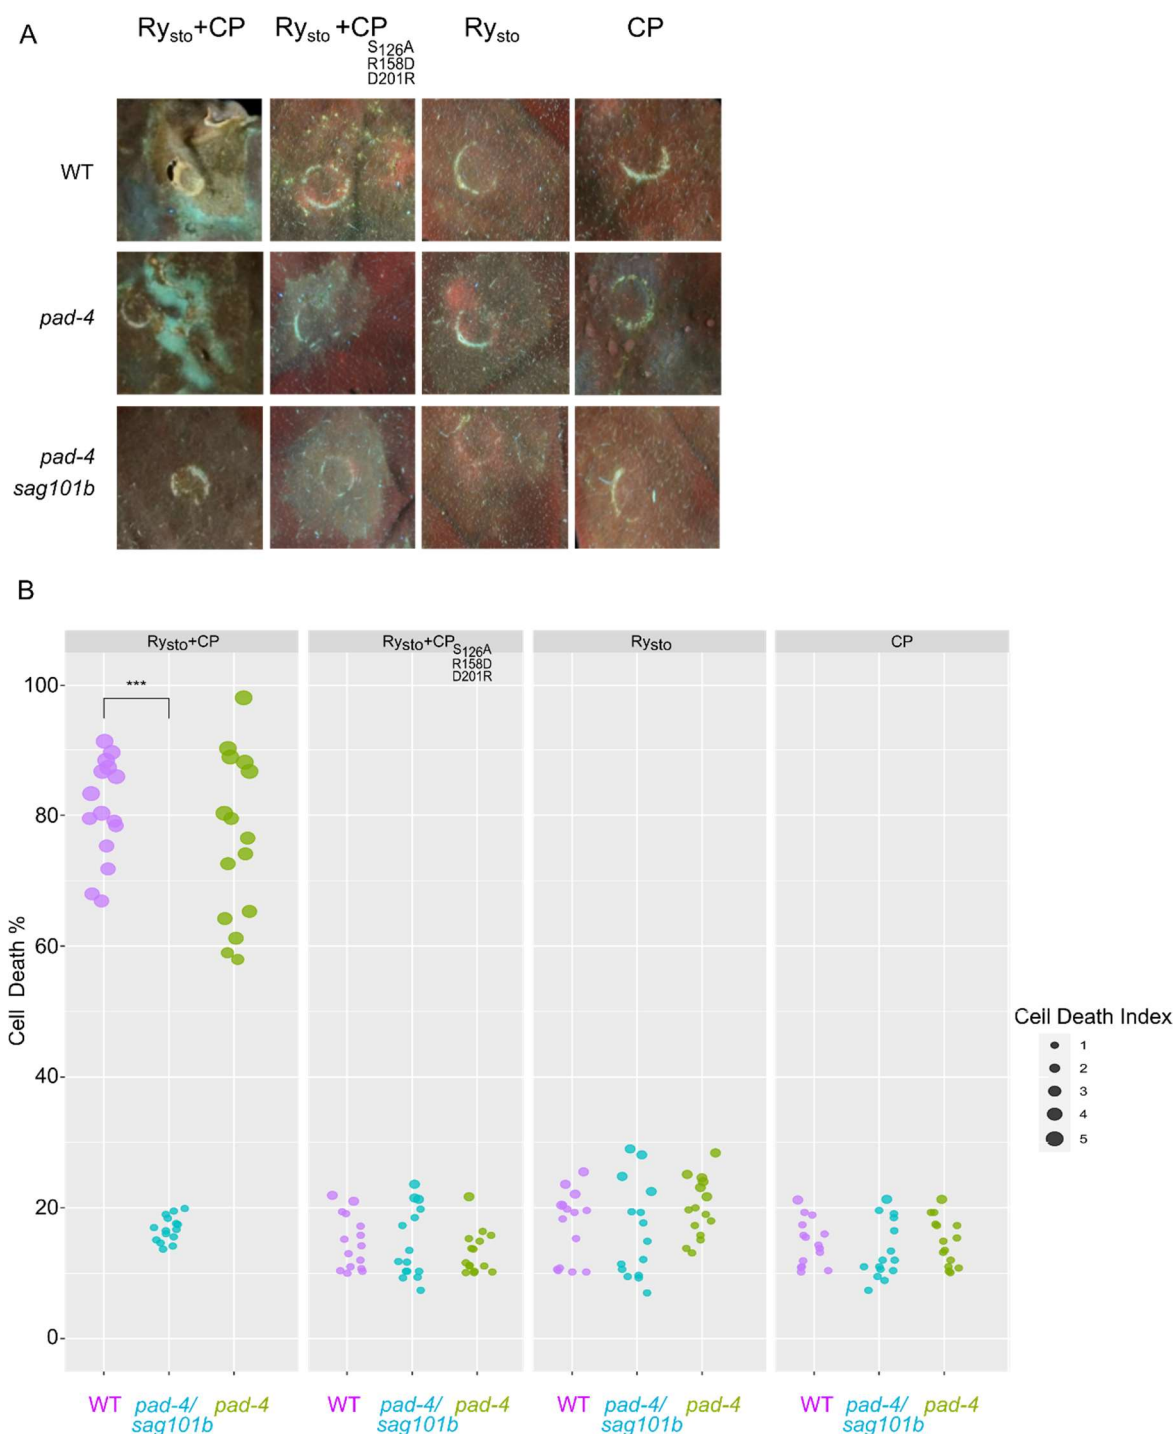 A
Rysto+CP
Rysto+CP
S126A
R158D
D201R
Rysto
CP
WT
pad-4
pad-4
sag101b
B
Rysto+CP
Rysto+CP
S126A
R158D
D201R
Rysto
CP
***
100
80
60
40
20
0
Cell Death %
Cell Death Index
1
2
3
4
5
WT
pad-4/
sag101b
pad-4
WT
pad-4/
sag101b
pad-4
WT
pad-4/
sag101b
pad-4
WT
pad-4/
sag101b
pad-4